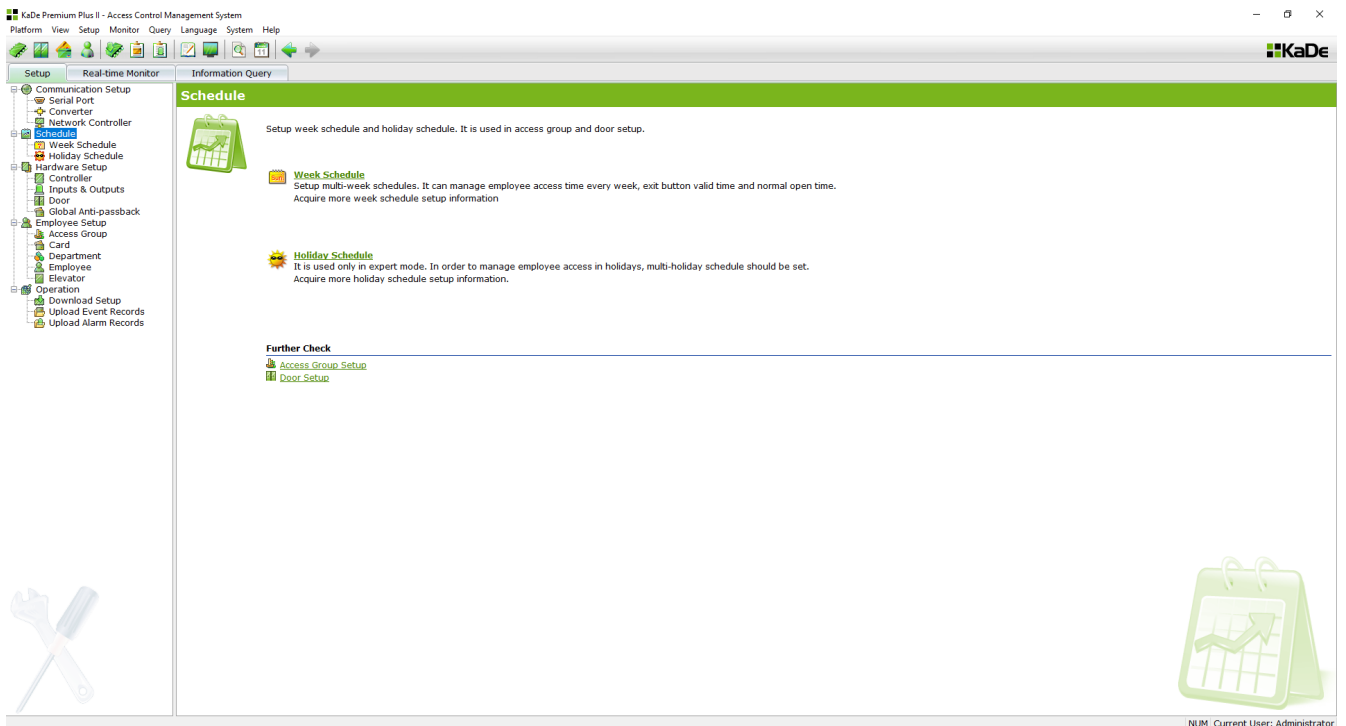 KaDe Premium Plus II - Access Control Management System
Platform View Setup Monitor Query Language System Help
11
KaDe
Setup Real-time Monitor Information Query
Communication Setup
Serial Port
Converter
Network Controller
Schedule
Week Schedule
Holiday Schedule
Hardware Setup
Controller
Inputs & Outputs
Door
Global Anti-passback
Employee Setup
Access Group
Card
Department
Employee
Elevator
Operation
Download Setup
Upload Event Records
Upload Alarm Records
Schedule
Setup week schedule and holiday schedule. It is used in access group and door setup.
Sun
Week Schedule
Setup multi-week schedules. It can manage employee access time every week, exit button valid time and normal open time.
Acquire more week schedule setup information
Holiday Schedule
It is used only in expert mode. In order to manage employee access in holidays, multi-holiday schedule should be set.
Acquire more holiday schedule setup information.
Further Check
Access Group Setup
Door Setup
NUM Current User: Administrator